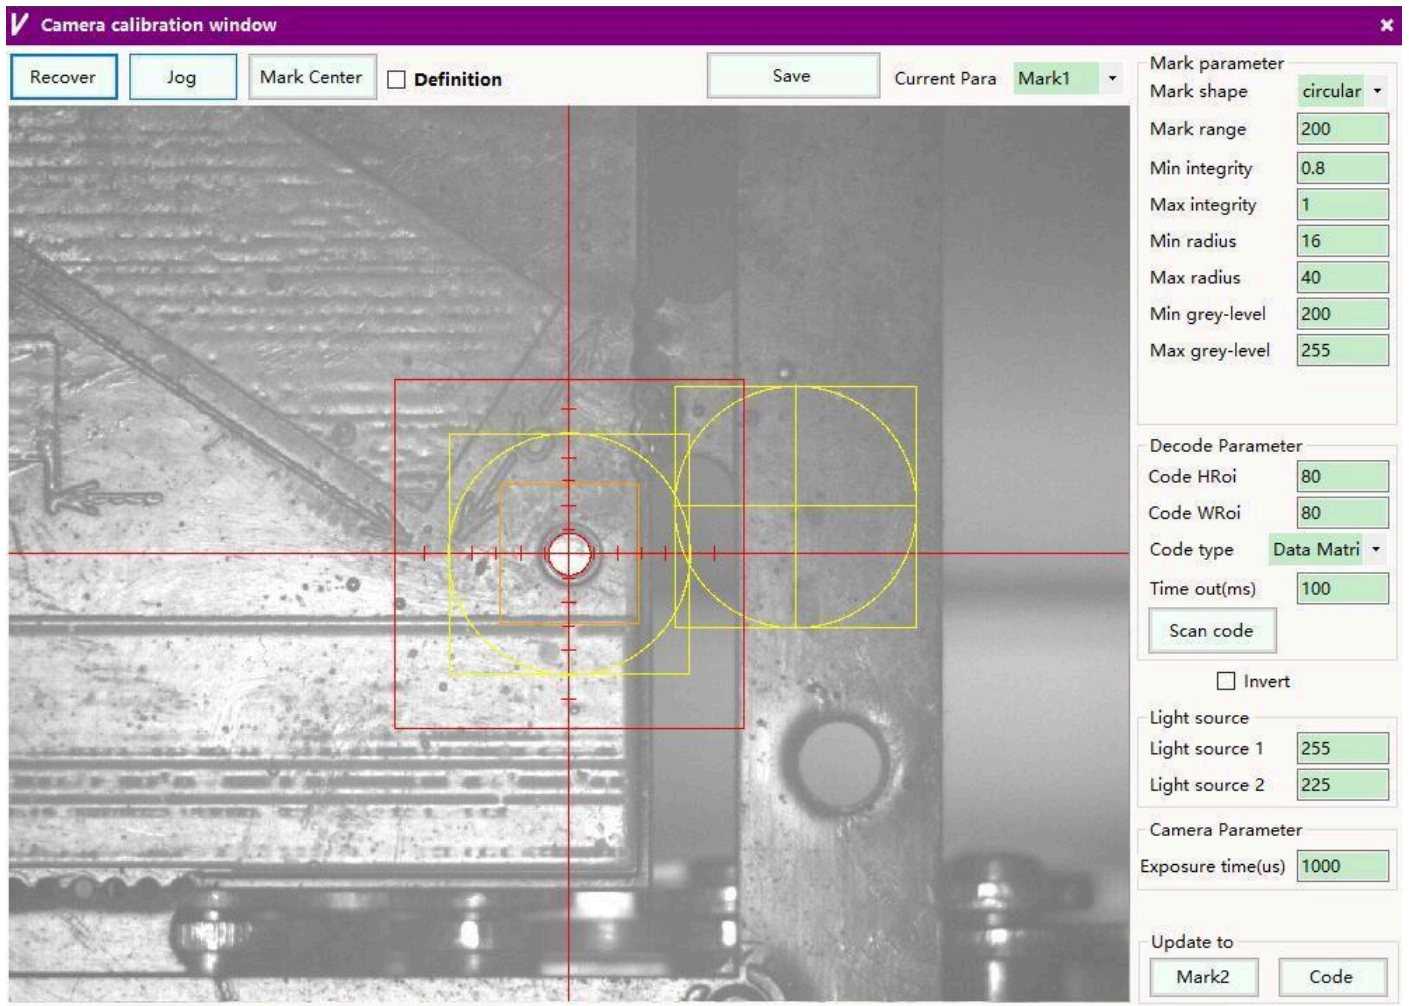 V Camera calibration window
Recover Jog Mark Center Definition Save Current Para Mark1
Mark parameter
Mark shape circular
Mark range 200
Min integrity 0.8
Max integrity 1
Min radius 16
Max radius 40
Min grey-level 200
Max grey-level 255
Decode Parameter
Code HRoi 80
Code WRoi 80
Code type Data Matri
Time out(ms) 100
Scan code
Invert
Light source
Light source 1 255
Light source 2 225
Camera Parameter
Exposure time(us) 1000
Update to
Mark2 Code